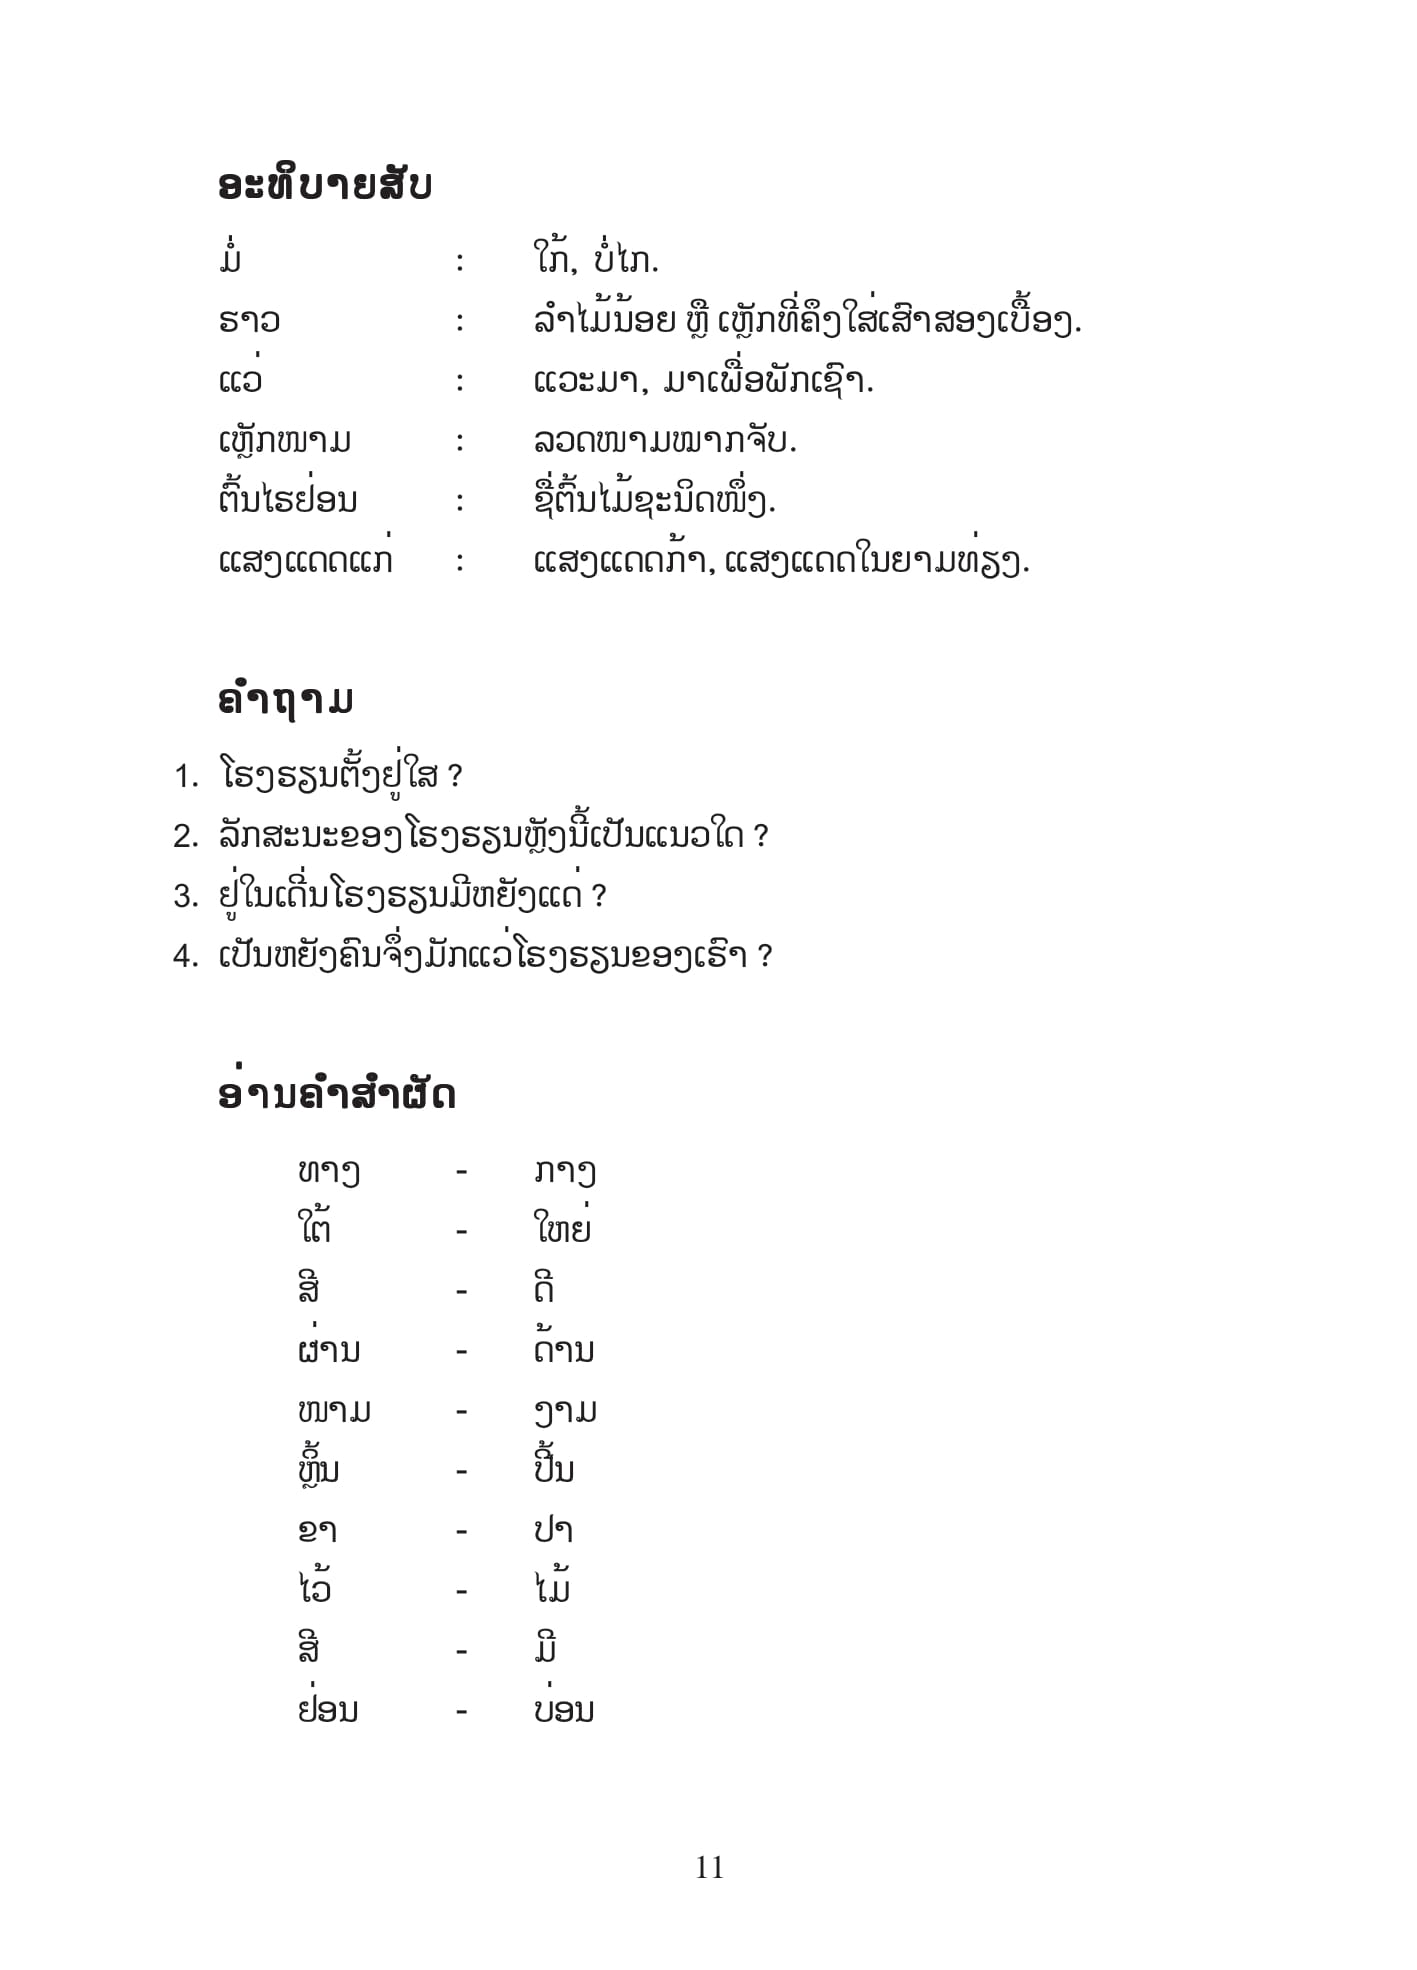 ອະທິບາຍສັບ
ມໍ່ : ໃກ້, ບໍ່ໄກ.
ຮາວ : ລຳໄມ້ນ້ອຍ ຫຼື ເຫຼັກທີ່ຄຶງໃສ່ເສົາສອງເບື້ອງ.
ແວ່ : ແວະມາ, ມາເພື່ອພັກເຊົາ.
ເຫຼັກໜາມ : ລວດໜາມໝາກຈັບ.
ຕົ້ນໄຮຢ່ອນ : ຊື່ຕົ້ນໄມ້ຊະນິດໜຶ່ງ.
ແສງແດດແກ່ : ແສງແດດກ້າ, ແສງແດດໃນຍາມທ່ຽງ.
ຄຳຖາມ
1. ໂຮງຮຽນຕັ້ງຢູ່ໃສ ?
2. ລັກສະນະຂອງໂຮງຮຽນຫຼັງນີ້ເປັນແນວໃດ ?
3. ຢູ່ໃນເດີ່ນໂຮງຮຽນມີຫຍັງແດ່ ?
4. ເປັນຫຍັງຄົນຈຶ່ງມັກແວ່ໂຮງຮຽນຂອງເຮົາ ?
ອ່ານຄຳສຳຜັດ
ທາງ - ກາງ
ໃຕ້ - ໃຫຍ່
ສີ - ດີ
ຜ່ານ - ດ້ານ
ໜາມ - ງາມ
ຫຼິ້ນ - ປີ້ນ
ຂາ - ປາ
ໄວ້ - ໄມ້
ສີ - ມີ
ຢ່ອນ - ບ່ອນ
11